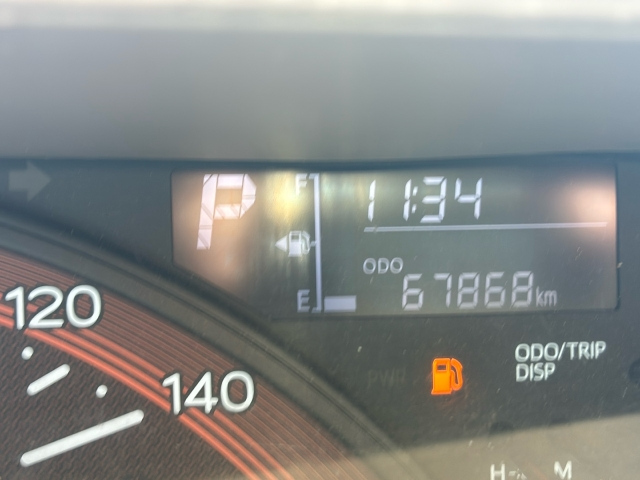 P
F
11:34
ODO
E
67868km
120
ODO/TRIP
DISP
140
H
M